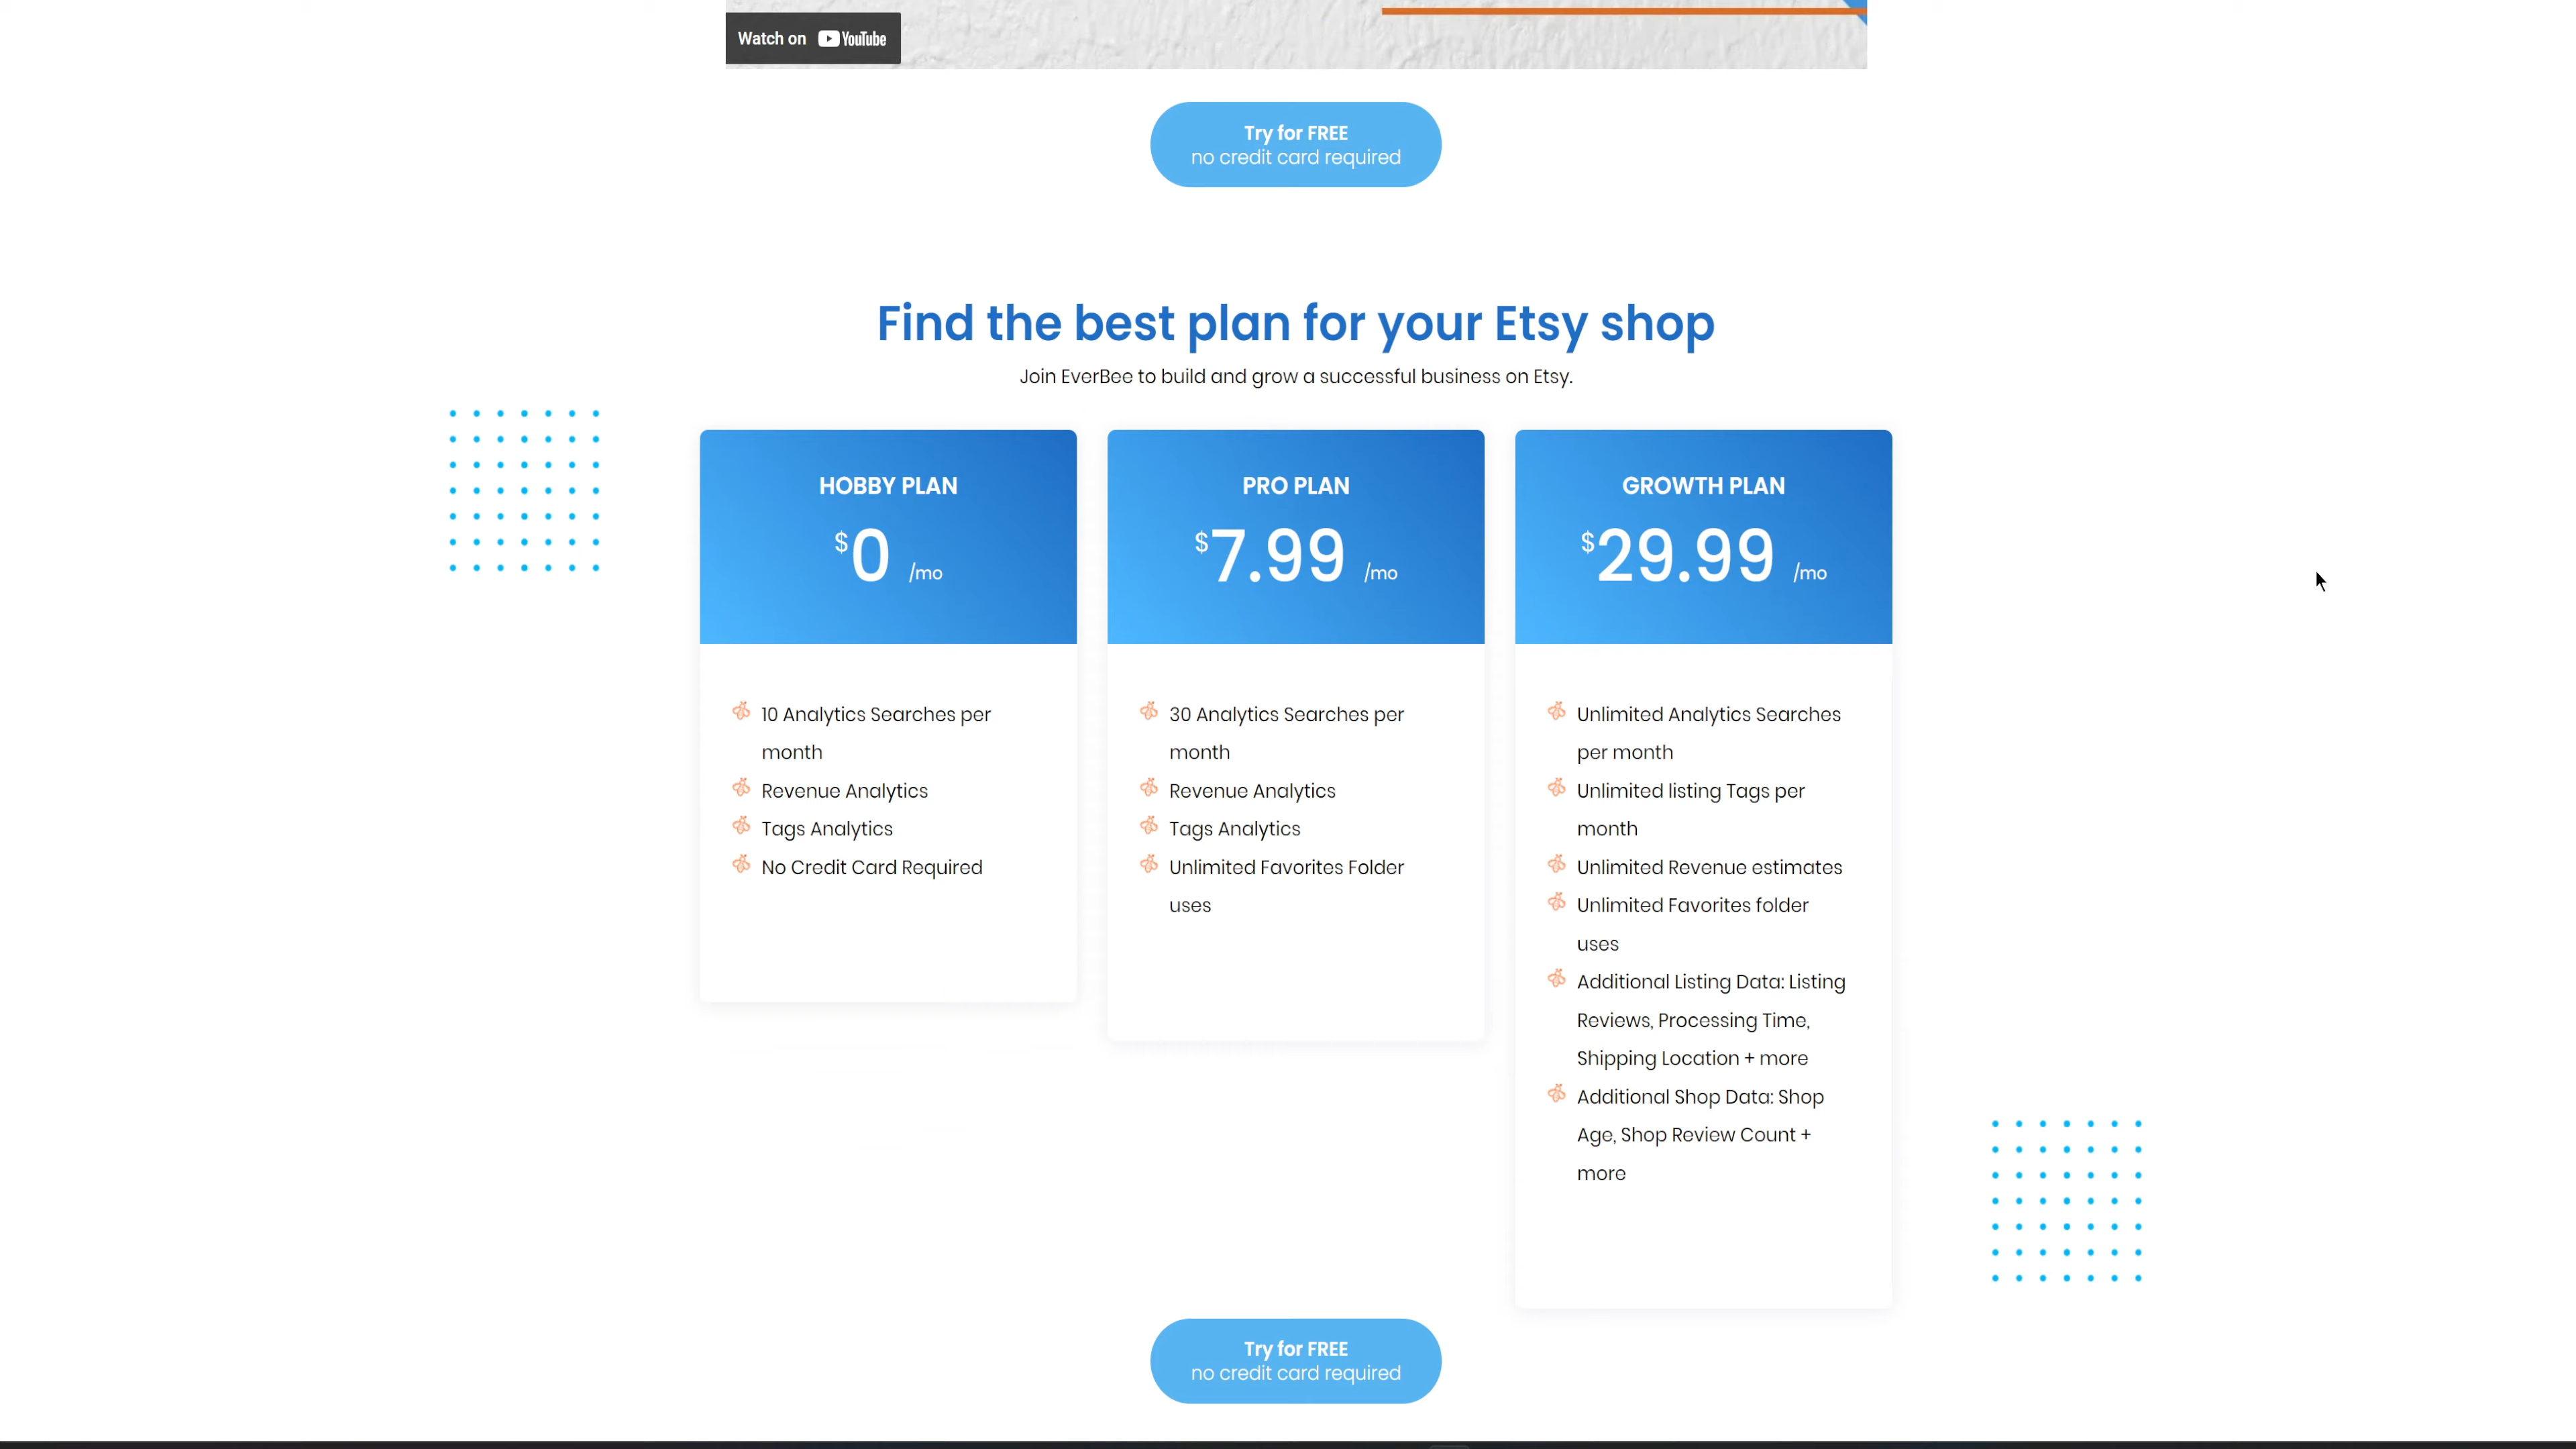 Watch on YouTube
Try for FREE
no credit card required
Find the best plan for your Etsy shop
Join EverBee to build and grow a successful business on Etsy.
HOBBY PLAN
$0 /mo
10 Analytics Searches per
month
Revenue Analytics
Tags Analytics
No Credit Card Required
PRO PLAN
$7.99 /mo
30 Analytics Searches per
month
Revenue Analytics
Tags Analytics
Unlimited Favorites Folder
uses
GROWTH PLAN
$29.99 /mo
Unlimited Analytics Searches
per month
Unlimited listing Tags per
month
Unlimited Revenue estimates
Unlimited Favorites folder
uses
Additional Listing Data: Listing
Reviews, Processing Time,
Shipping Location + more
Additional Shop Data: Shop
Age, Shop Review Count +
more
Try for FREE
no credit card required